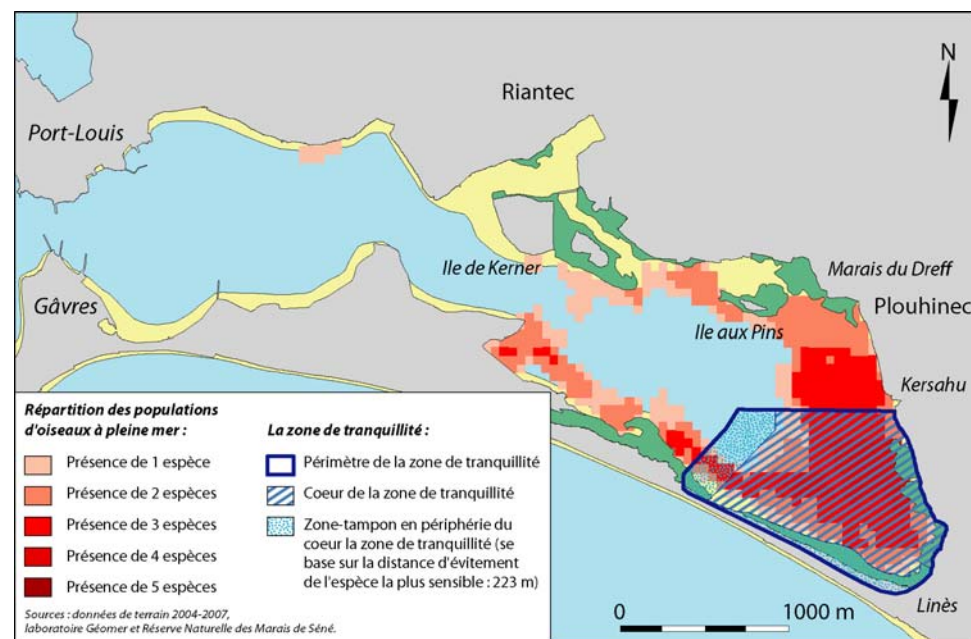 N
Riantec
Port-Louis
Ile de Kerner
Marais du Dreff
Gâvres
Plouhinec
Ile aux Pins
Kersahu
Répartition des populations
d'oiseaux à pleine mer :
Présence de 1 espèce
Présence de 2 espèces
Présence de 3 espèces
Présence de 4 espèces
Présence de 5 espèces
La zone de tranquillité :
Périmètre de la zone de tranquillité
Coeur de la zone de tranquillité
Zone-tampon en périphérie du
coeur la zone de tranquillité (se
base sur la distance d'évitement
de l'espèce la plus sensible : 223 m)
Sources : données de terrain 2004-2007,
laboratoire Géomer et Réserve Naturelle des Marais de Séné.
Linès
0 1000 m